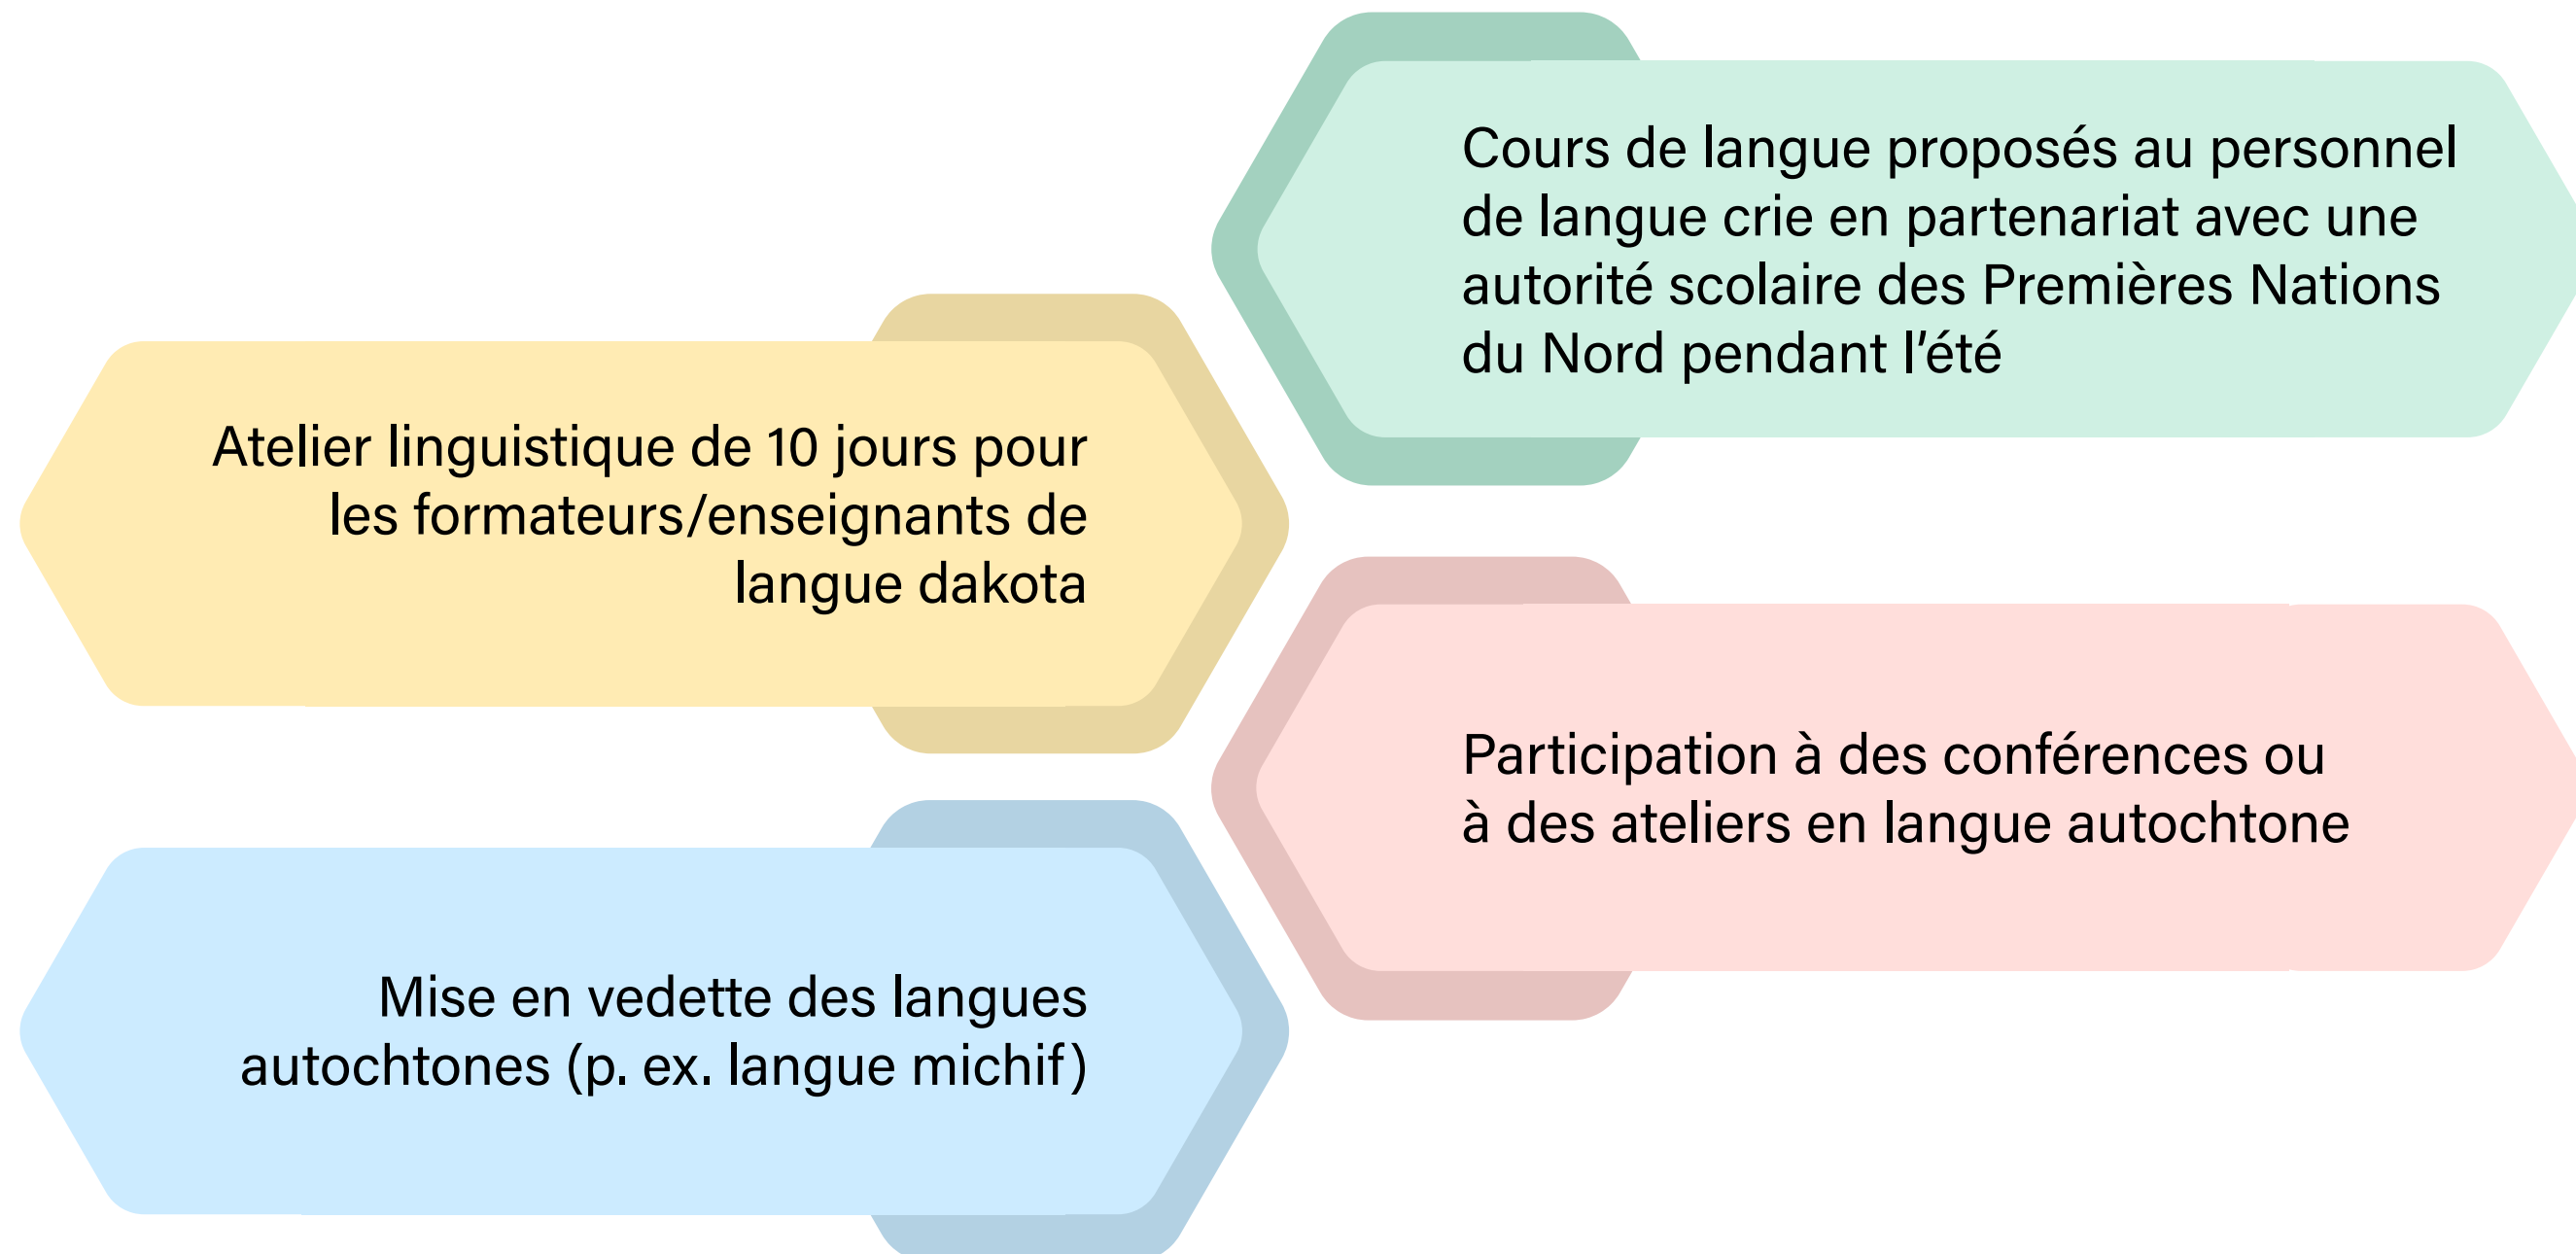 Cours de langue proposés au personnel
de langue crie en partenariat avec une
autorité scolaire des Premières Nations
du Nord pendant l’été
Atelier linguistique de 10 jours pour
les formateurs/enseignants de
langue dakota
Participation à des conférences ou
à des ateliers en langue autochtone
Mise en vedette des langues
autochtones (p. ex. langue michif)